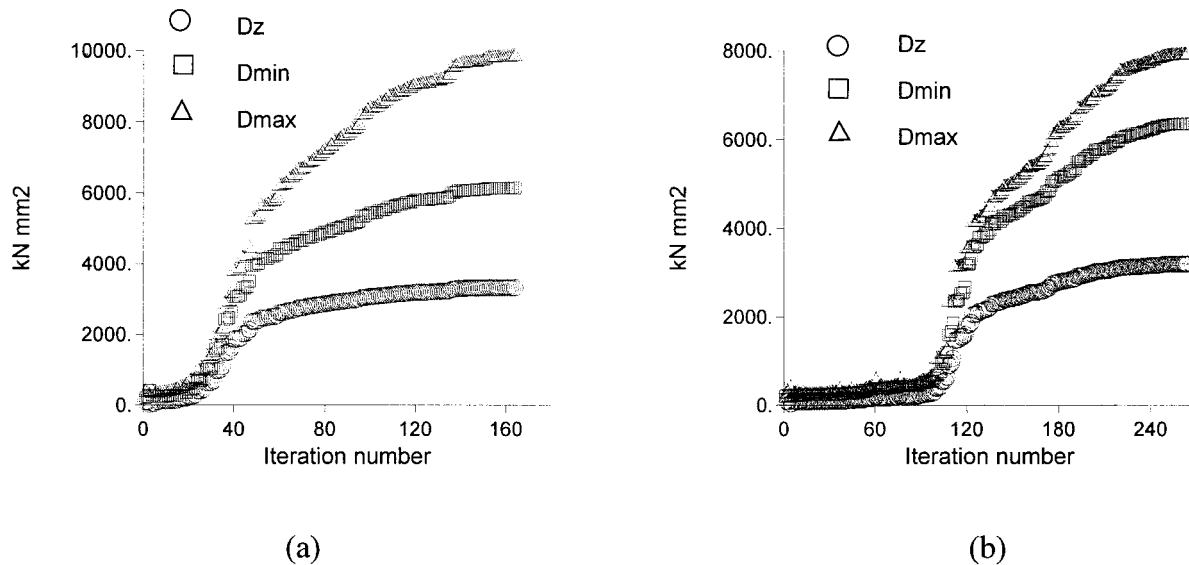 Dz
Dmin
Dmax
10000.
8000.
6000.
4000.
2000.
0.
kN mm2
0 40 80 120 160
Iteration number
(a)
Dz
Dmin
Dmax
8000.
6000.
4000.
2000.
0.
kN mm2
0 60 120 180 240
Iteration number
(b)